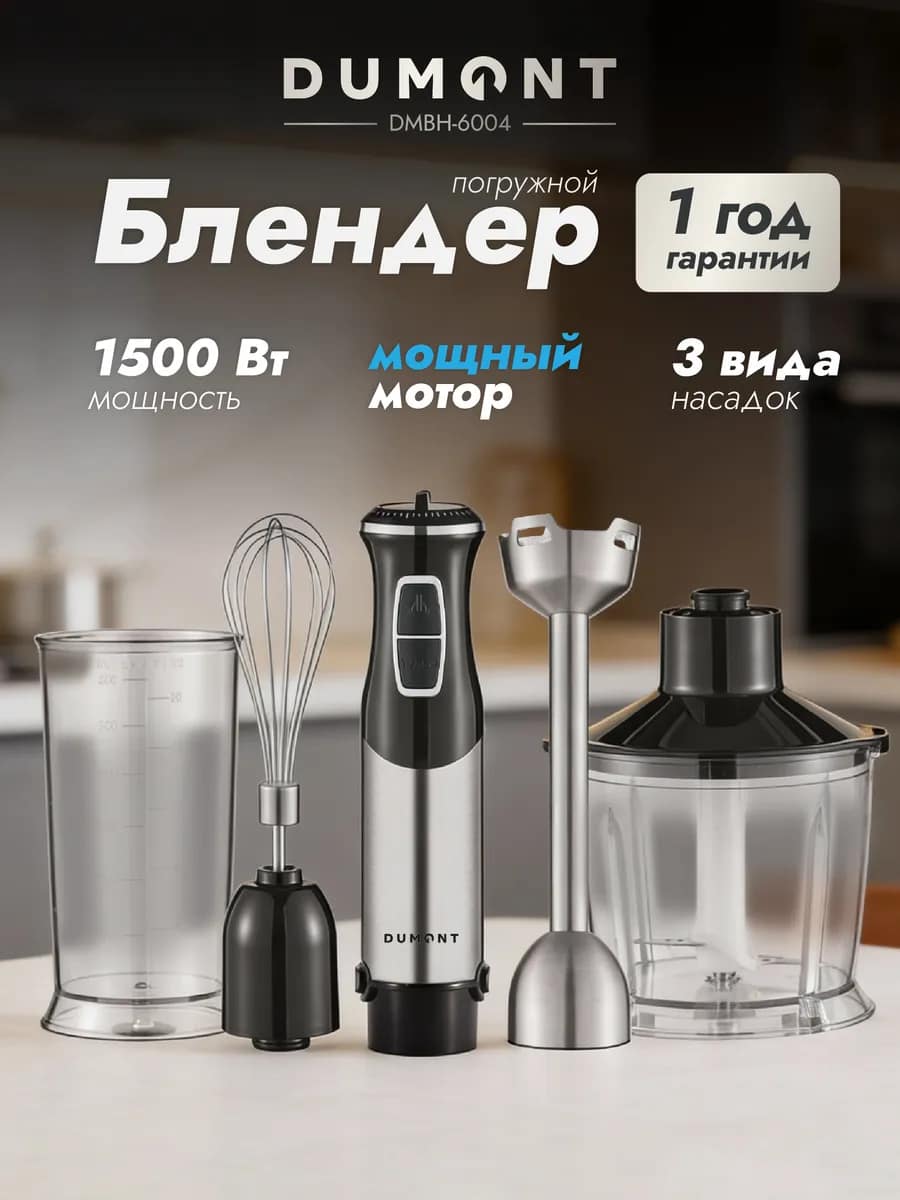 DUMONT
DMBH-6004
погружной
Блендер
1 год
гарантии
1500 Вт
мощность
мощный
мотор
3 вида
насадок
DUMONT